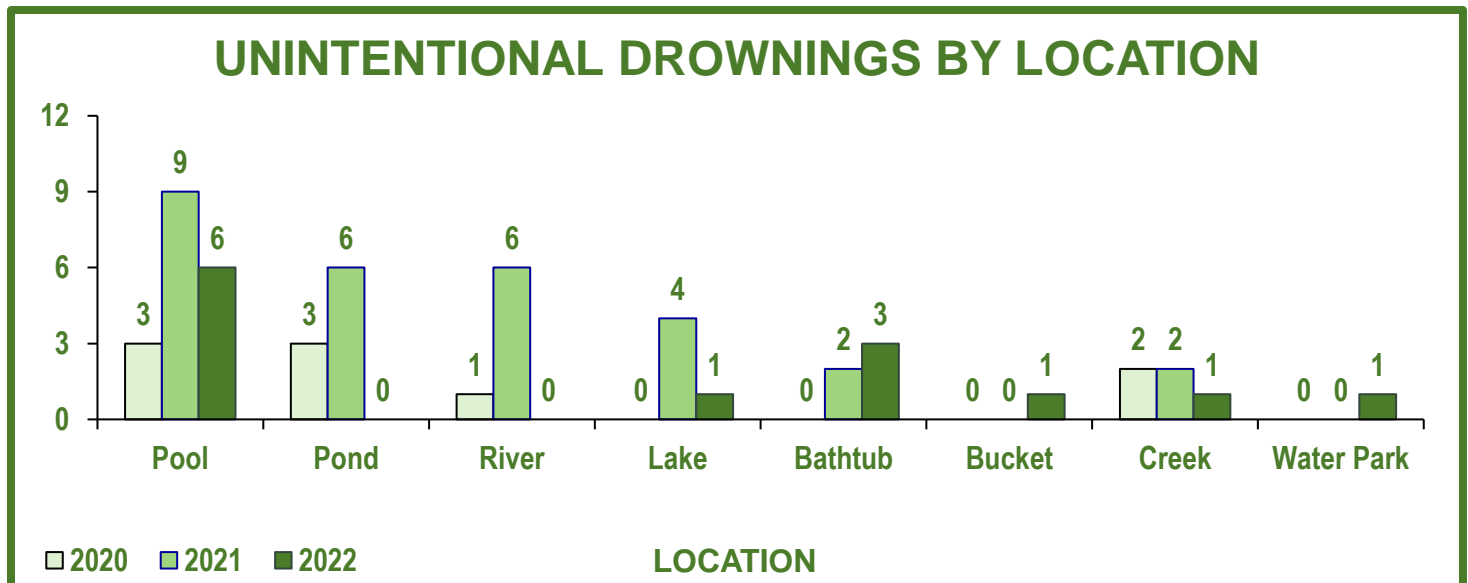 UNINTENTIONAL DROWNINGS BY LOCATION
12
9
6
3
0
3 9 6
3 6 0
1 6 0
0 4 1
0 2 3
0 0 1
2 2 1
0 0 1
Pool Pond River Lake Bathtub Bucket Creek Water Park
2020 2021 2022
LOCATION